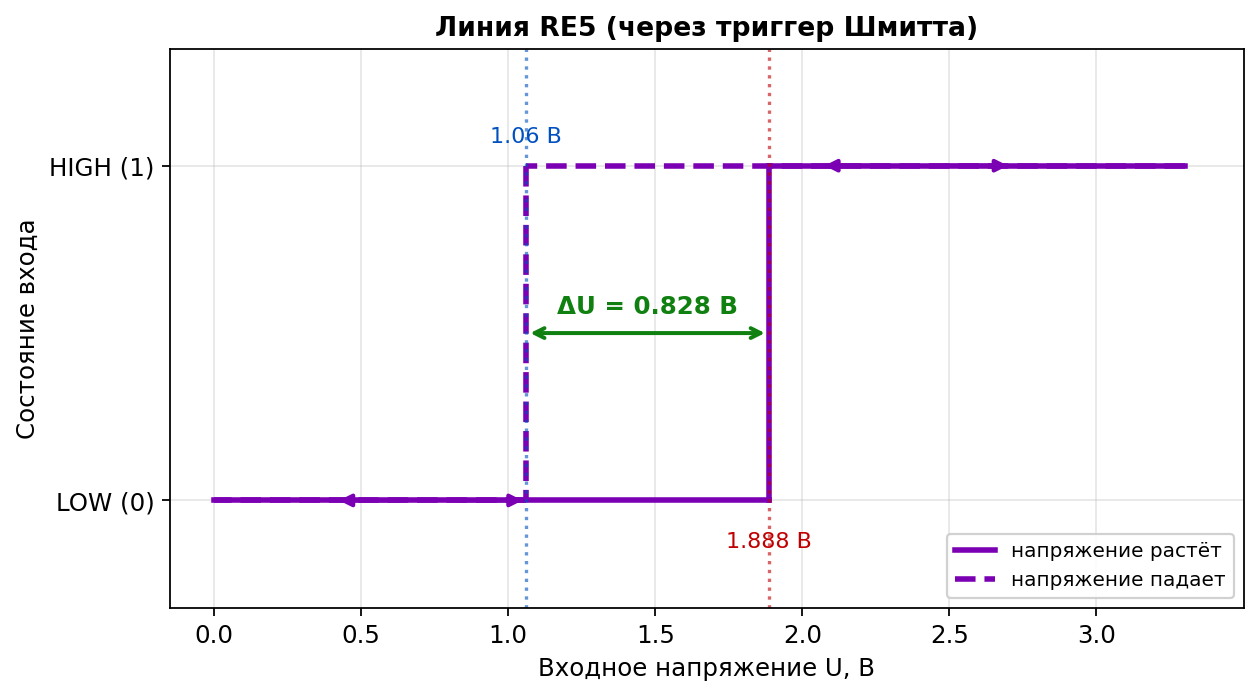 Линия RE5 (через триггер Шмитта)
1.06 В
HIGH (1)
ΔU = 0.828 В
Состояние входа
LOW (0)
1.888 В
напряжение растёт
напряжение падает
0.0 0.5 1.0 1.5 2.0 2.5 3.0
Входное напряжение U, В